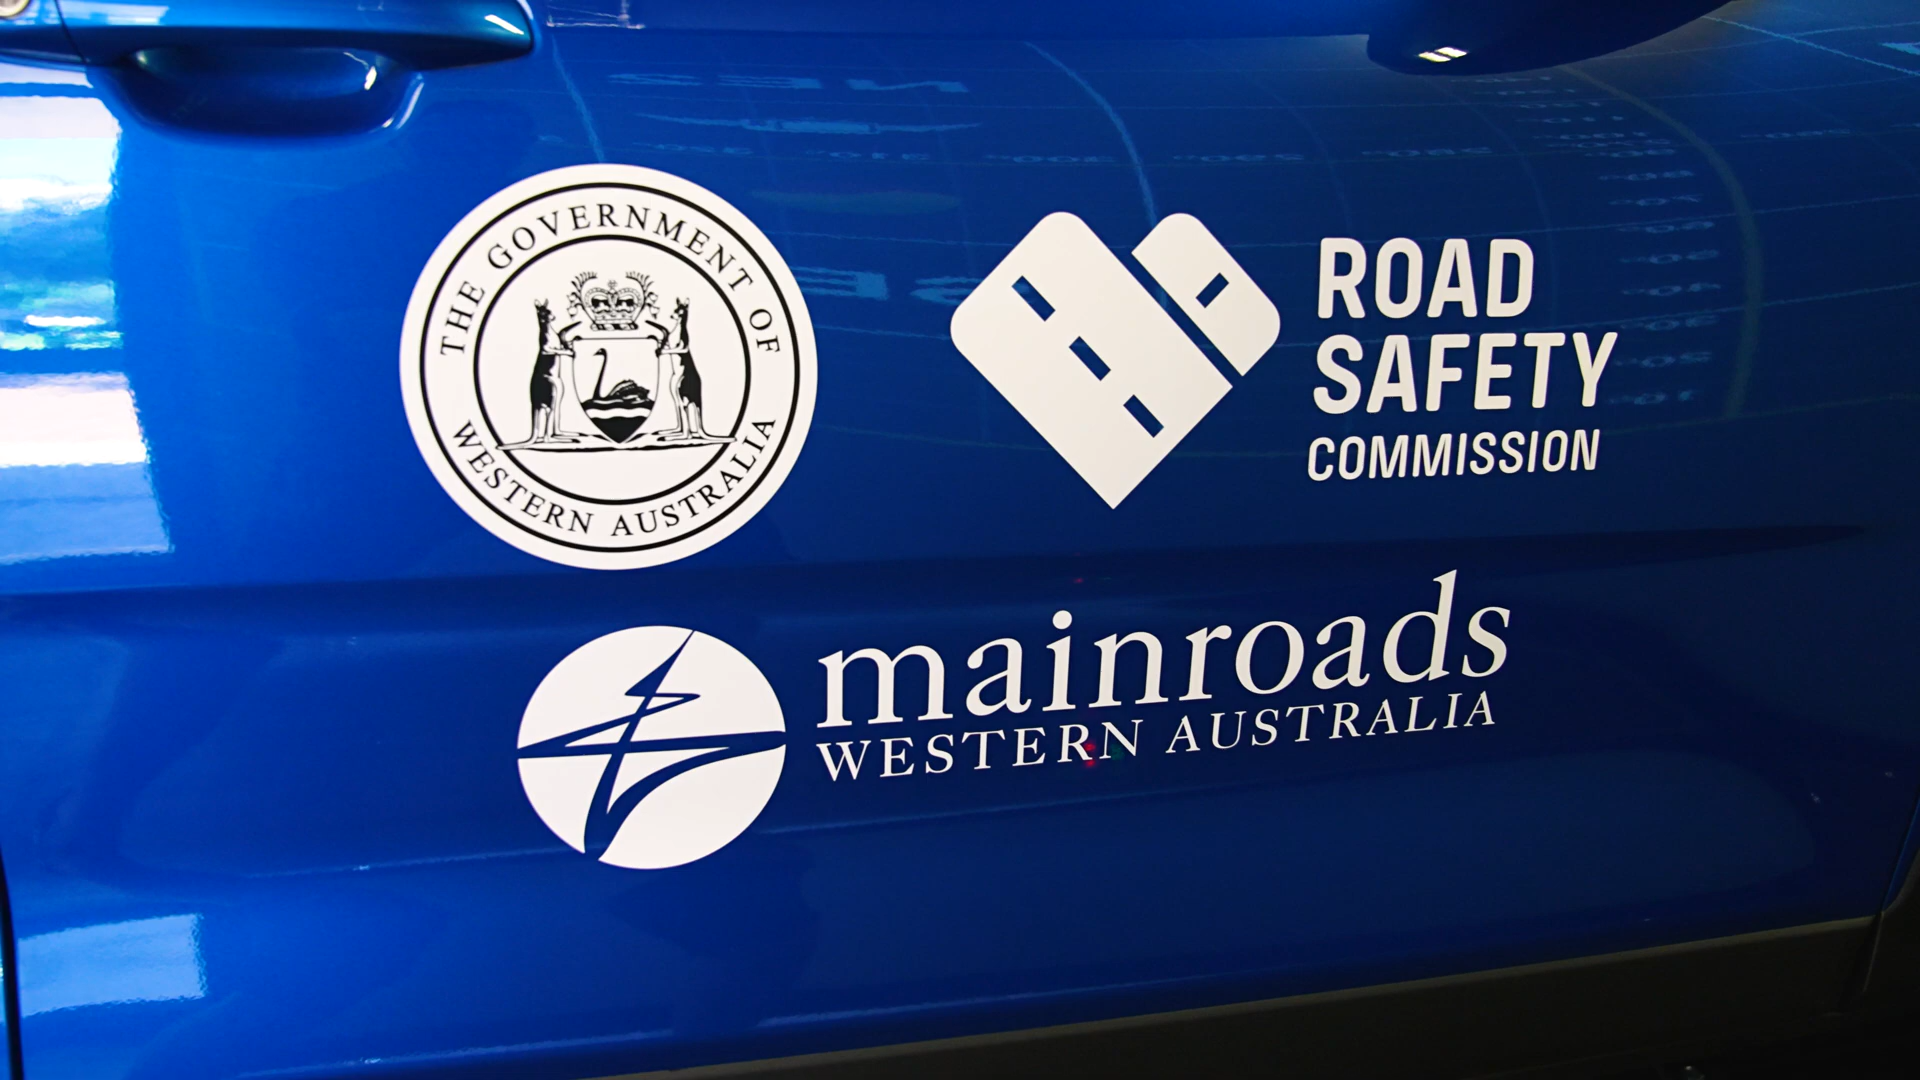 THE GOVERNMENT OF
WESTERN AUSTRALIA
ROAD
SAFETY
COMMISSION
mainroads
WESTERN AUSTRALIA